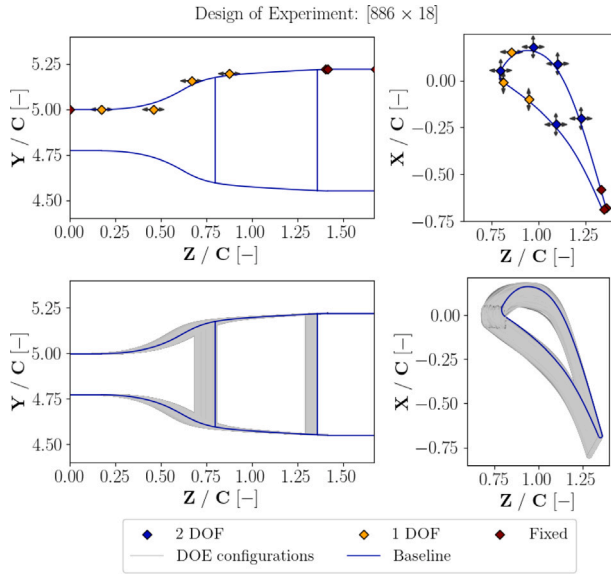 Design of Experiment: [886 × 18]
5.25
5.00
4.75
4.50
Y / C [−]
0.00 0.25 0.50 0.75 1.00 1.25 1.50
Z / C [−]
0.00
−0.25
−0.50
−0.75
X / C [−]
0.75 1.00 1.25
Z / C [−]
5.25
5.00
4.75
4.50
Y / C [−]
0.00 0.25 0.50 0.75 1.00 1.25 1.50
Z / C [−]
0.00
−0.25
−0.50
−0.75
X / C [−]
0.75 1.00 1.25
Z / C [−]
2 DOF 1 DOF Fixed
DOE configurations Baseline